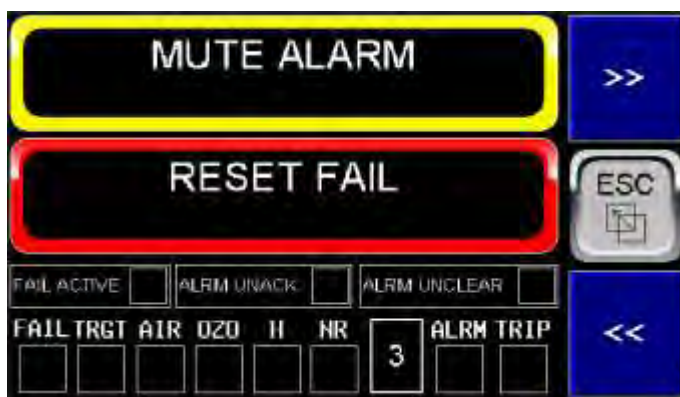 MUTE ALARM
>>
RESET FAIL
ESC
FAIL ACTIVE ALRM UNACK ALRM UNCLEAR
FAIL TRGT AIR OZO H NR 3 ALRM TRIP
<<